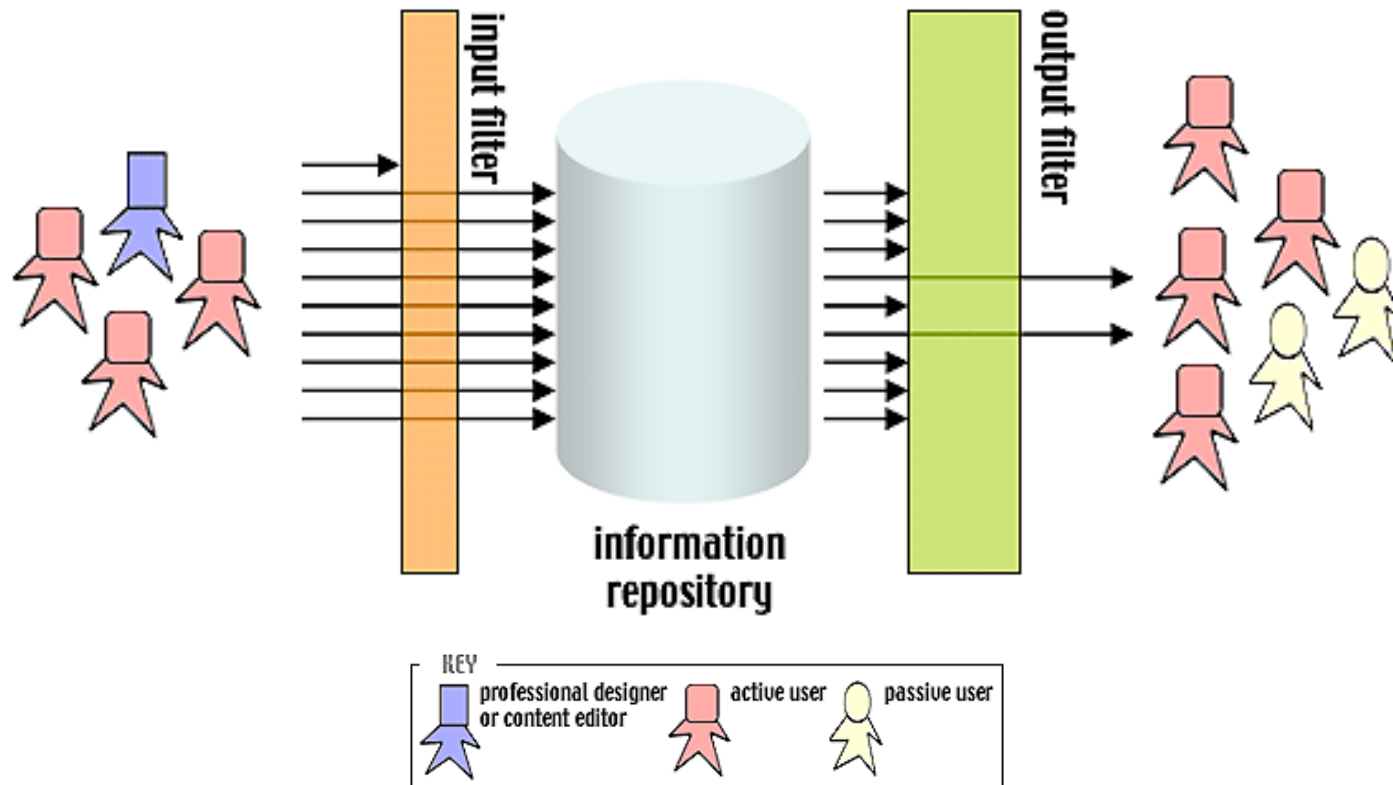 input filter
output filter
information
repository
KEY
professional designer
or content editor
active user
passive user